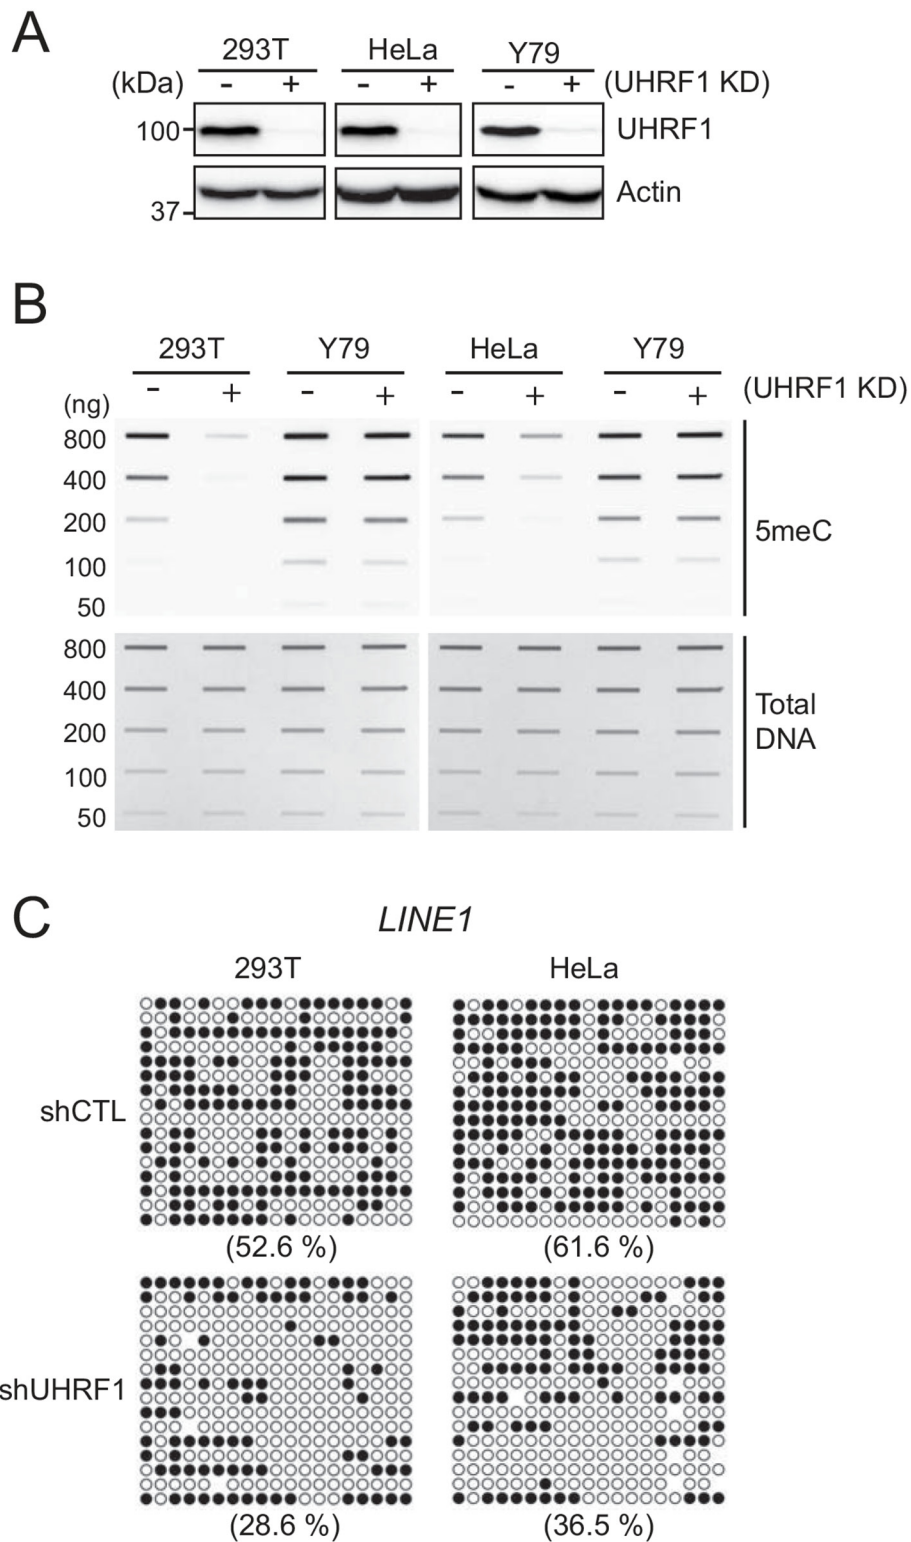 A
293T HeLa Y79
(kDa) - + - + - + (UHRF1 KD)
100 UHRF1
37 Actin
B
293T Y79 HeLa Y79
(ng) - + - + - + - + (UHRF1 KD)
800
400
200
100
50
5meC
800
400
200
100
50
Total
DNA
C
LINE1
293T HeLa
shCTL
(52.6 %) (61.6 %)
shUHRF1
(28.6 %) (36.5 %)